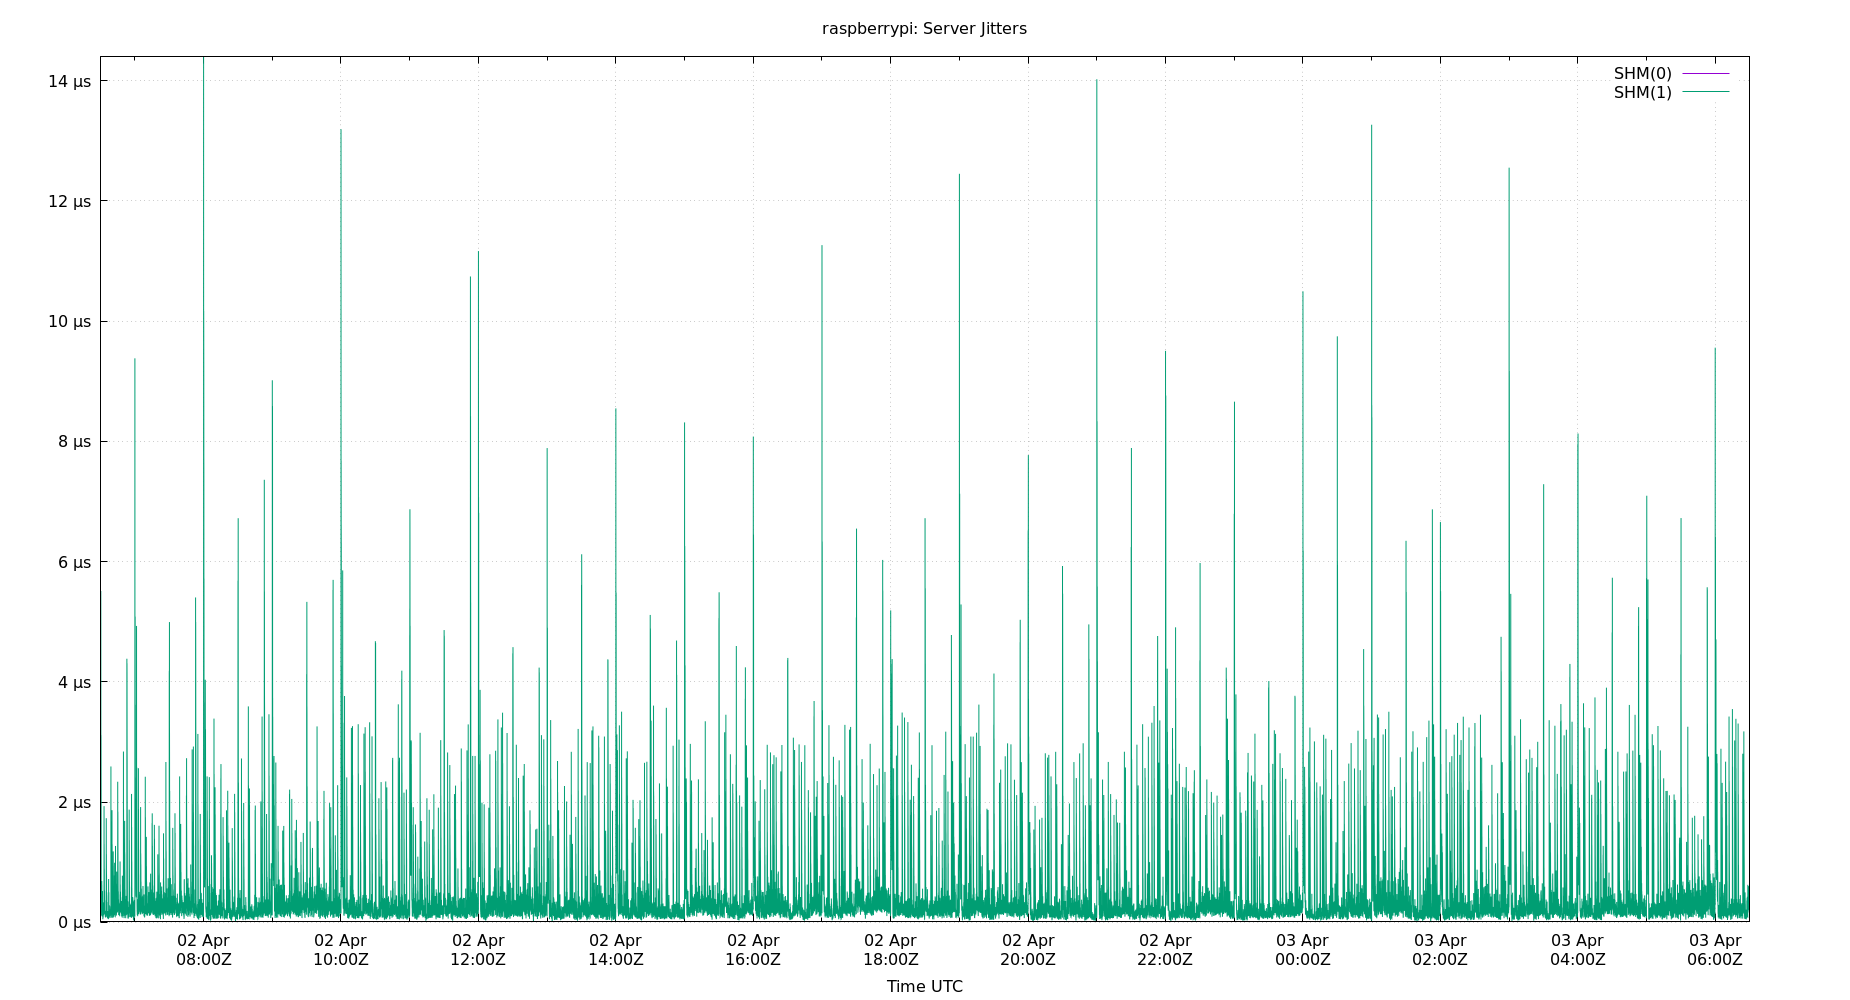 raspberrypi: Server Jitters
SHM(0)
SHM(1)
14 µs
12 µs
10 µs
8 µs
6 µs
4 µs
2 µs
0 µs
02 Apr 02 Apr 02 Apr 02 Apr 02 Apr 02 Apr 02 Apr 02 Apr 03 Apr 03 Apr 03 Apr 03 Apr
08:00Z 10:00Z 12:00Z 14:00Z 16:00Z 18:00Z 20:00Z 22:00Z 00:00Z 02:00Z 04:00Z 06:00Z
Time UTC